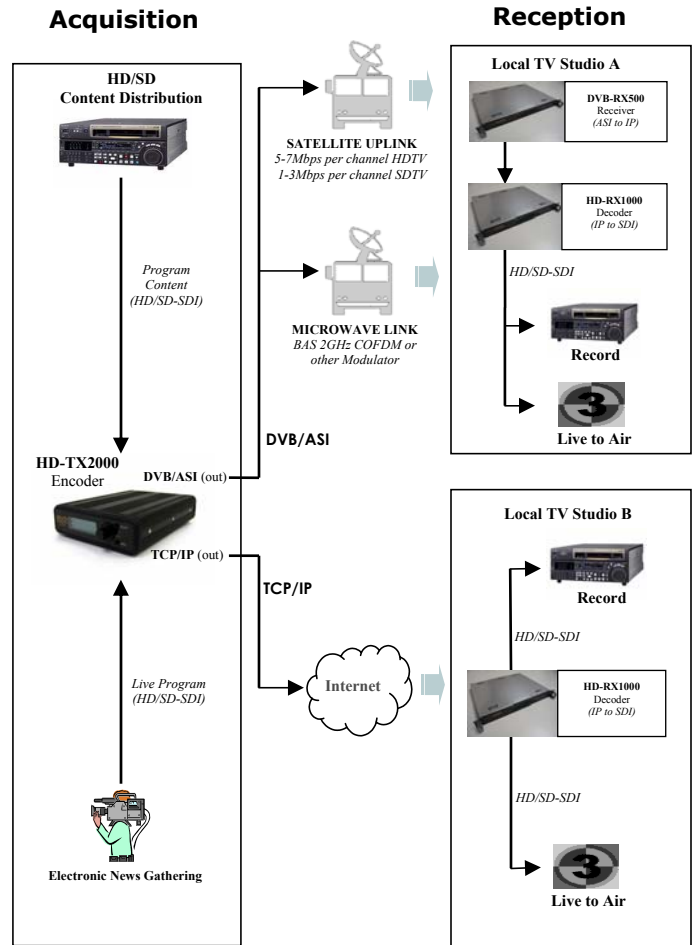 Acquisition
Reception
HD/SD
Content Distribution
Program
Content
(HD/SD-SDI)
HD-TX2000
Encoder
DVB/ASI (out)
TCP/IP (out)
Live Program
(HD/SD-SDI)
Electronic News Gathering
SATELLITE UPLINK
5-7Mbps per channel HDTV
1-3Mbps per channel SDTV
MICROWAVE LINK
BAS 2GHz COFDM or
other Modulator
DVB/ASI
TCP/IP
Internet
Local TV Studio A
DVB-RX500
Receiver
(ASI to IP)
HD-RX1000
Decoder
(IP to SDI)
HD/SD-SDI
Record
3
Live to Air
Local TV Studio B
Record
HD/SD-SDI
HD-RX1000
Decoder
(IP to SDI)
HD/SD-SDI
3
Live to Air